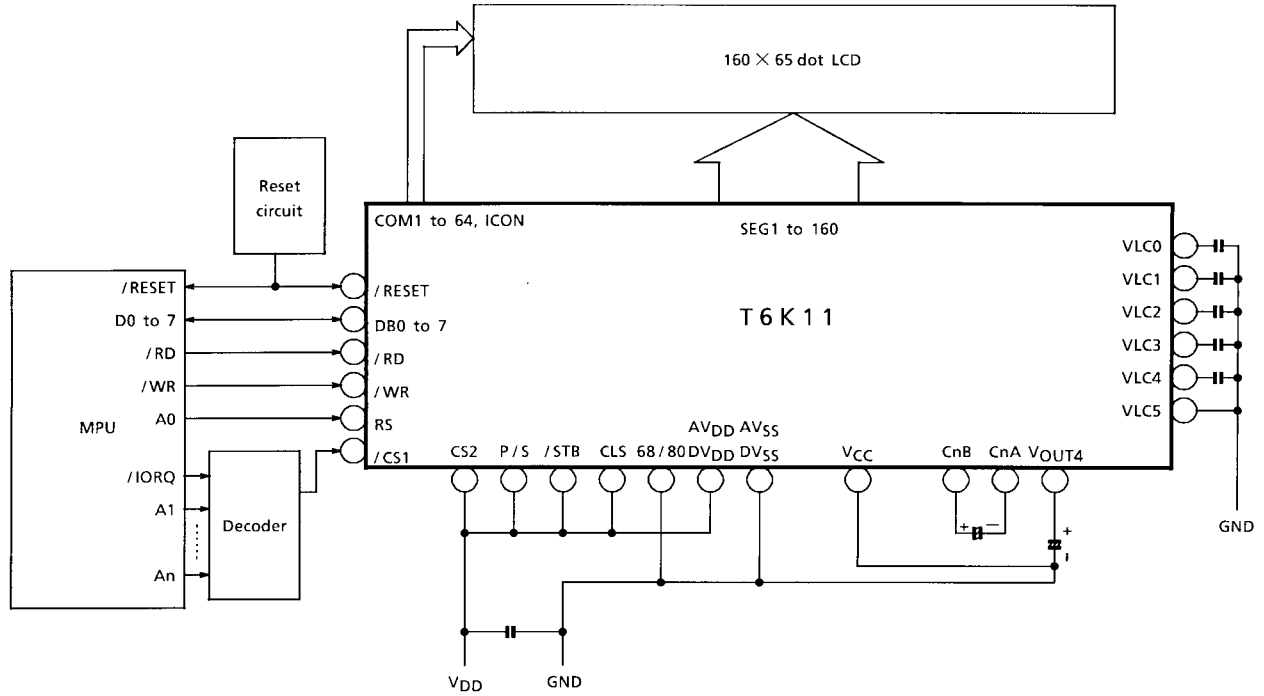 160 × 65 dot LCD
Reset
circuit
COM1 to 64, ICON
SEG1 to 160
T6K11
MPU
/RESET
D0 to 7
/RD
/WR
A0
/IORQ
A1
An
Decoder
/RESET
DB0 to 7
/RD
/WR
RS
/CS1
VLC0
VLC1
VLC2
VLC3
VLC4
VLC5
AVDD AVSS
CS2 P/S /STB CLS 68/80 DVDD DVSS VCC CnB CnA VOUT4
+ −
+
GND
VDD
GND